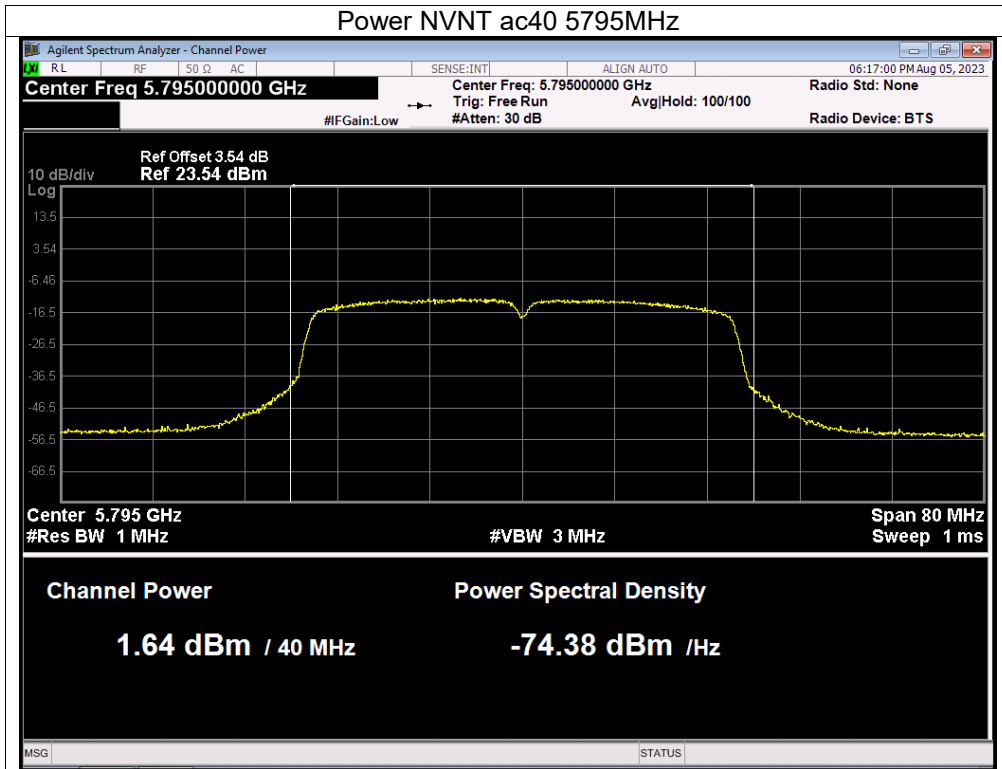 Power NVNT ac40 5795MHz
Agilent Spectrum Analyzer - Channel Power
LXI RL RF 50 Ω AC SENSE:INT ALIGN AUTO 06:17:00 PM Aug 05, 2023
Center Freq 5.795000000 GHz Center Freq: 5.795000000 GHz Radio Std: None
Trig: Free Run Avg|Hold: 100/100
#IFGain:Low #Atten: 30 dB Radio Device: BTS
Ref Offset 3.54 dB
10 dB/div Ref 23.54 dBm
Log
13.5
3.54
-6.46
-16.5
-26.5
-36.5
-46.5
-56.5
-66.5
Center 5.795 GHz Span 80 MHz
#Res BW 1 MHz #VBW 3 MHz Sweep 1 ms
Channel Power Power Spectral Density
1.64 dBm / 40 MHz -74.38 dBm /Hz
MSG STATUS